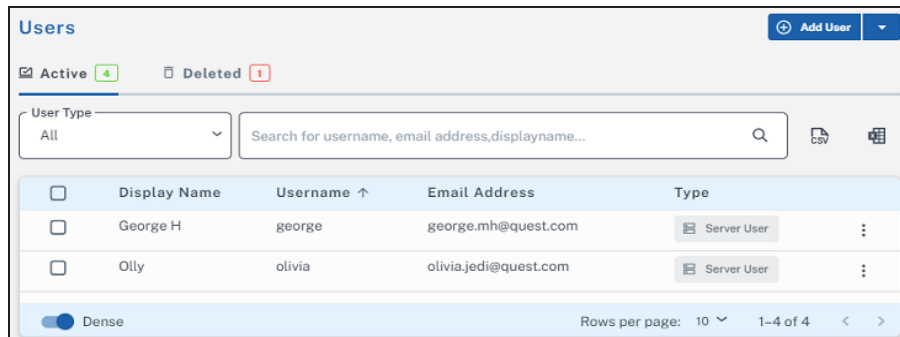 Users
Add User
Active 4 Deleted 1
User Type
All
Search for username, email address,displayname...
CSV
Display Name Username ↑ Email Address Type
George H george george.mh@quest.com Server User
Olly olivia olivia.jedi@quest.com Server User
Dense Rows per page: 10 1–4 of 4